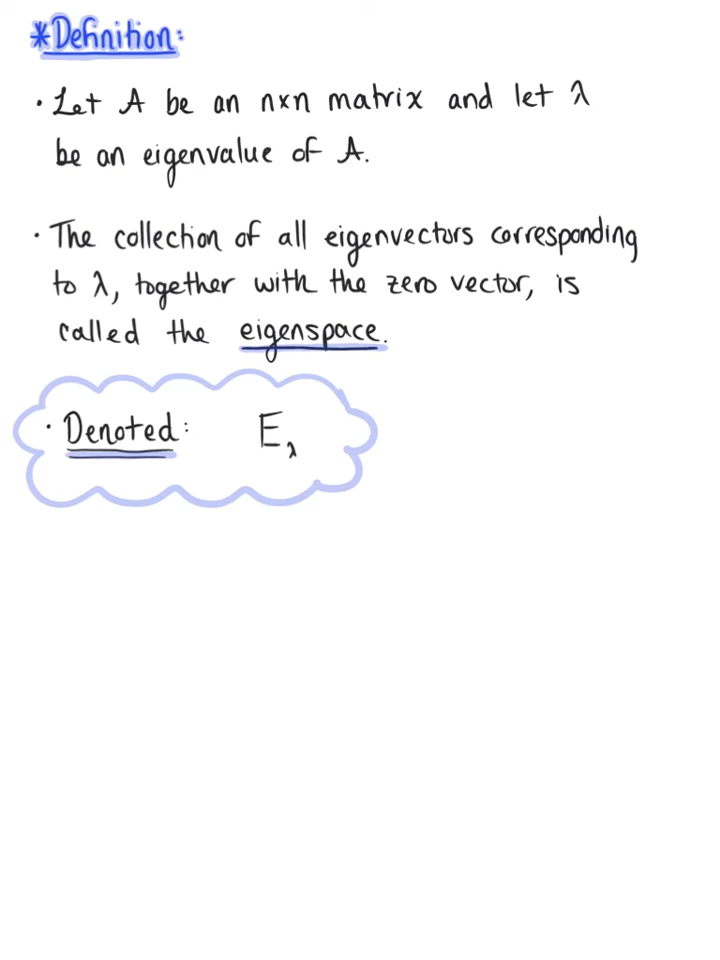 *Definition:
• Let A be an n×n matrix and let λ
be an eigenvalue of A.
• The collection of all eigenvectors corresponding
to λ, together with the zero vector, is
called the eigenspace.
• Denoted: E_λ